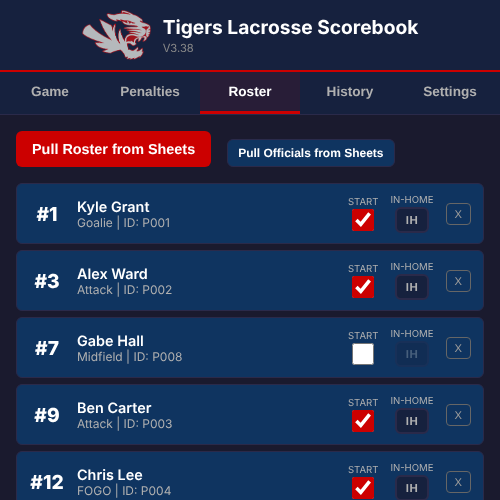 Tigers Lacrosse Scorebook
V3.38
Game Penalties Roster History Settings
Pull Roster from Sheets Pull Officials from Sheets
#1 Kyle Grant START IN-HOME
Goalie | ID: P001 IH X
#3 Alex Ward START IN-HOME
Attack | ID: P002 IH X
#7 Gabe Hall START IN-HOME
Midfield | ID: P008 IH X
#9 Ben Carter START IN-HOME
Attack | ID: P003 IH X
#12 Chris Lee START IN-HOME
FOGO | ID: P004 IH X